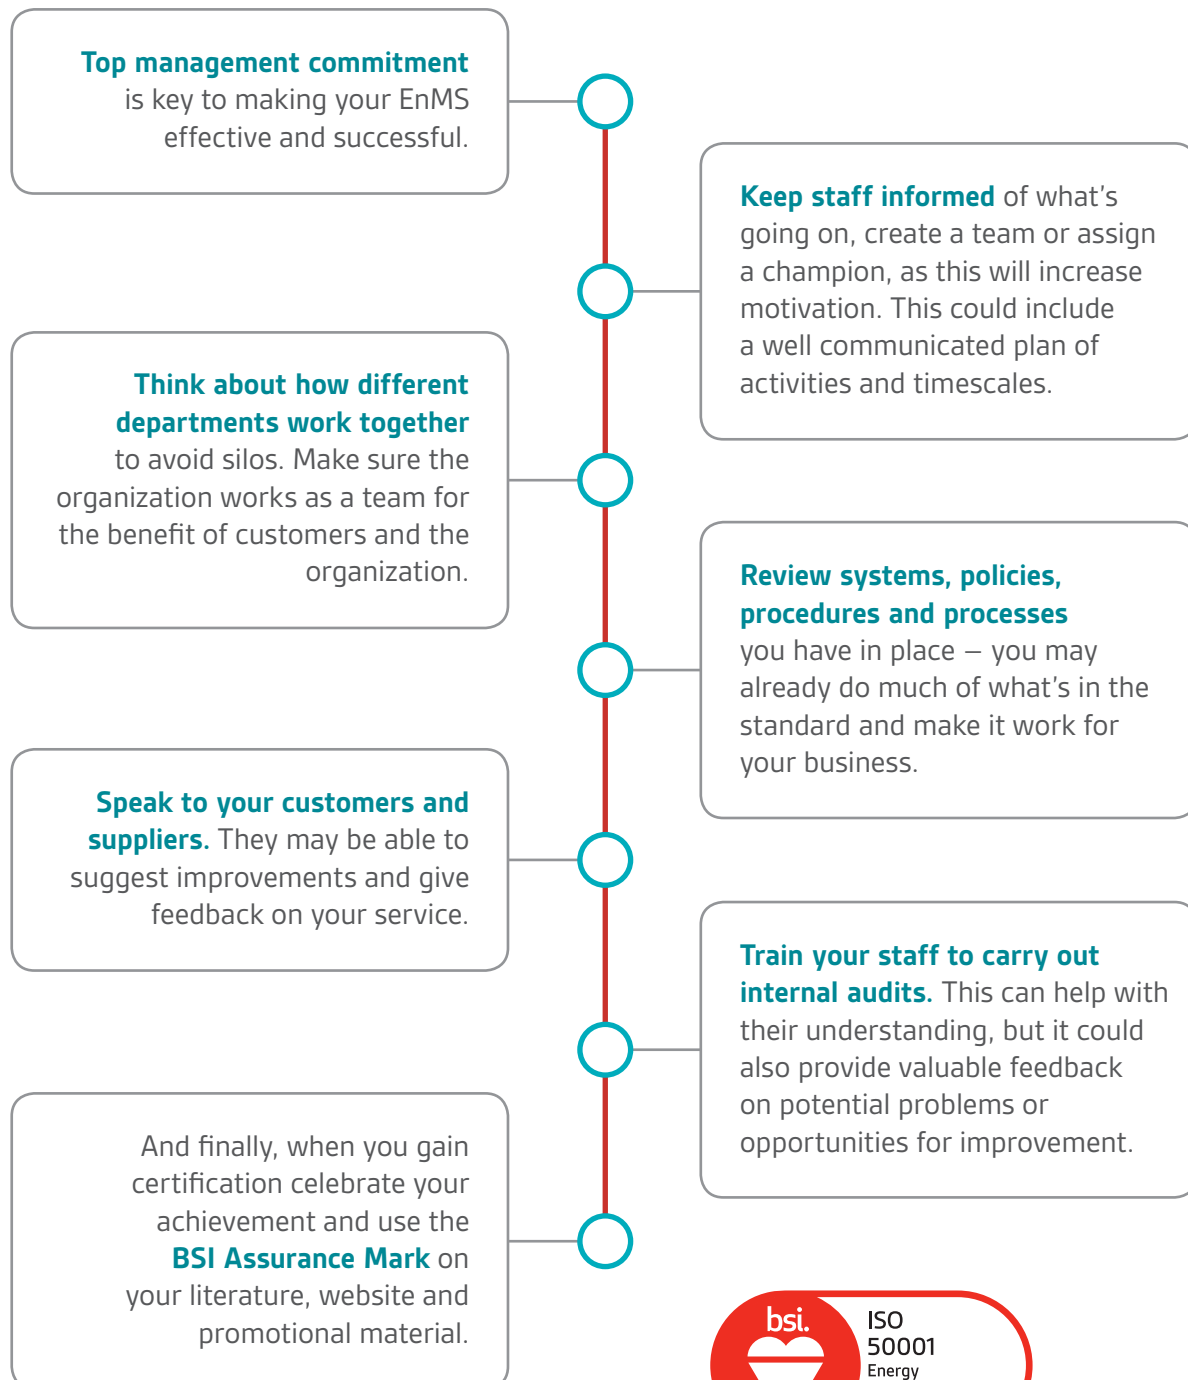 Top management commitment
is key to making your EnMS
effective and successful.
Keep staff informed of what's
going on, create a team or assign
a champion, as this will increase
motivation. This could include
a well communicated plan of
activities and timescales.
Think about how different
departments work together
to avoid silos. Make sure the
organization works as a team for
the benefit of customers and the
organization.
Review systems, policies,
procedures and processes
you have in place – you may
already do much of what's in the
standard and make it work for
your business.
Speak to your customers and
suppliers. They may be able to
suggest improvements and give
feedback on your service.
Train your staff to carry out
internal audits. This can help with
their understanding, but it could
also provide valuable feedback
on potential problems or
opportunities for improvement.
And finally, when you gain
certification celebrate your
achievement and use the
BSI Assurance Mark on
your literature, website and
promotional material.
bsi.
ISO
50001
Energy